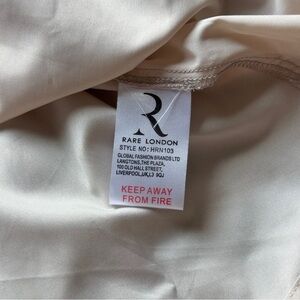 R
RARE LONDON
STYLE NO: HRN103
GLOBAL FASHION BRANDS LTD
LANGTONS, THE PLAZA,
100 OLD HALL STREET,
LIVERPOOL, UK, L3 9QJ
KEEP AWAY
FROM FIRE